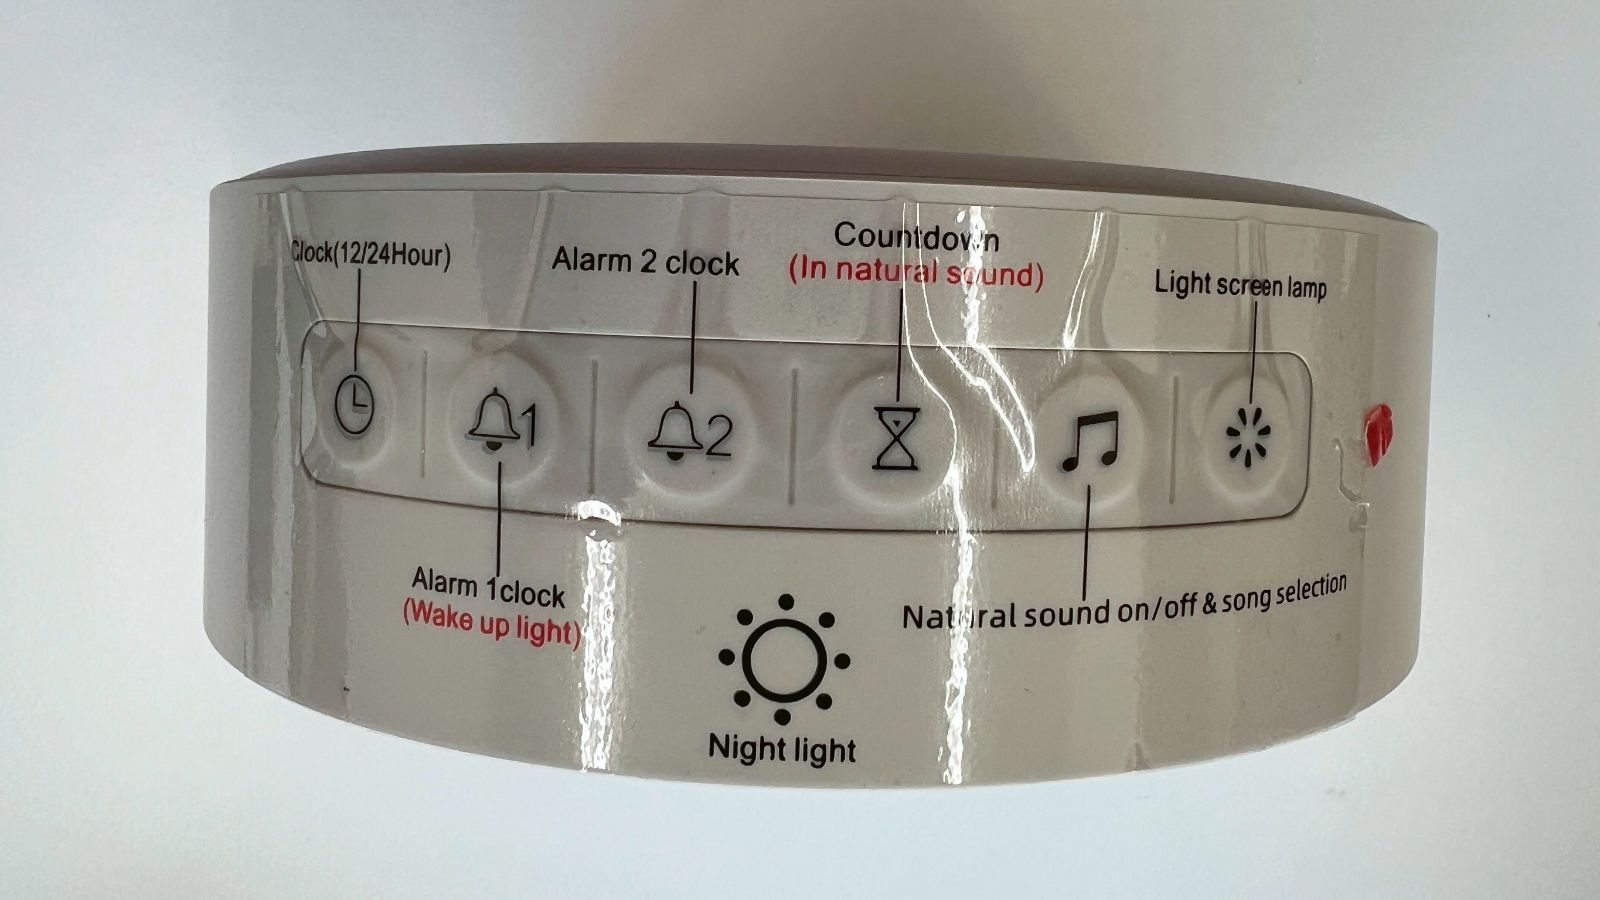 Clock(12/24Hour)
Alarm 2 clock
Countdown
(In natural sound)
Light screen lamp
1
2
Alarm 1clock
(Wake up light)
Natural sound on/off & song selection
Night light